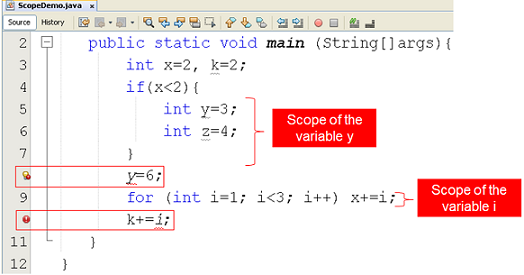 ScopeDemo.java
Source History
2 public static void main (String[]args){
3 int x=2, k=2;
4 if(x<2){
5 int y=3;
6 int z=4;
7 }
y=6;
9 for (int i=1; i<3; i++) x+=i;
k+=i;
11 }
12 }
Scope of the
variable y
Scope of the
variable i